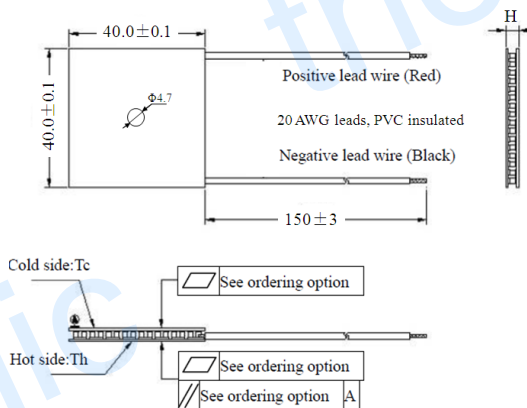 40.0±0.1
H
40.0±0.1
Φ4.7
Positive lead wire (Red)
20 AWG leads, PVC insulated
Negative lead wire (Black)
150±3
Cold side:Tc
See ordering option
A
Hot side:Th
See ordering option
See ordering option A
tric
ric